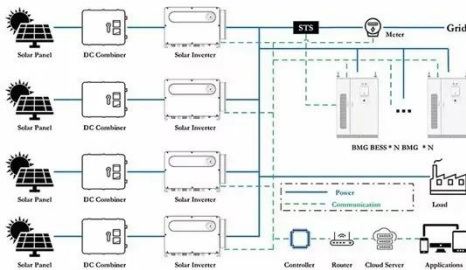 STS
Meter
Grid
Solar Panel
DC Combiner
Solar Inverter
Solar Panel
DC Combiner
Solar Inverter
BMG BESS * N BMG * N
Solar Panel
DC Combiner
Solar Inverter
Power
Communication
Load
Solar Panel
DC Combiner
Solar Inverter
Controller
Router
Cloud Server
Applications